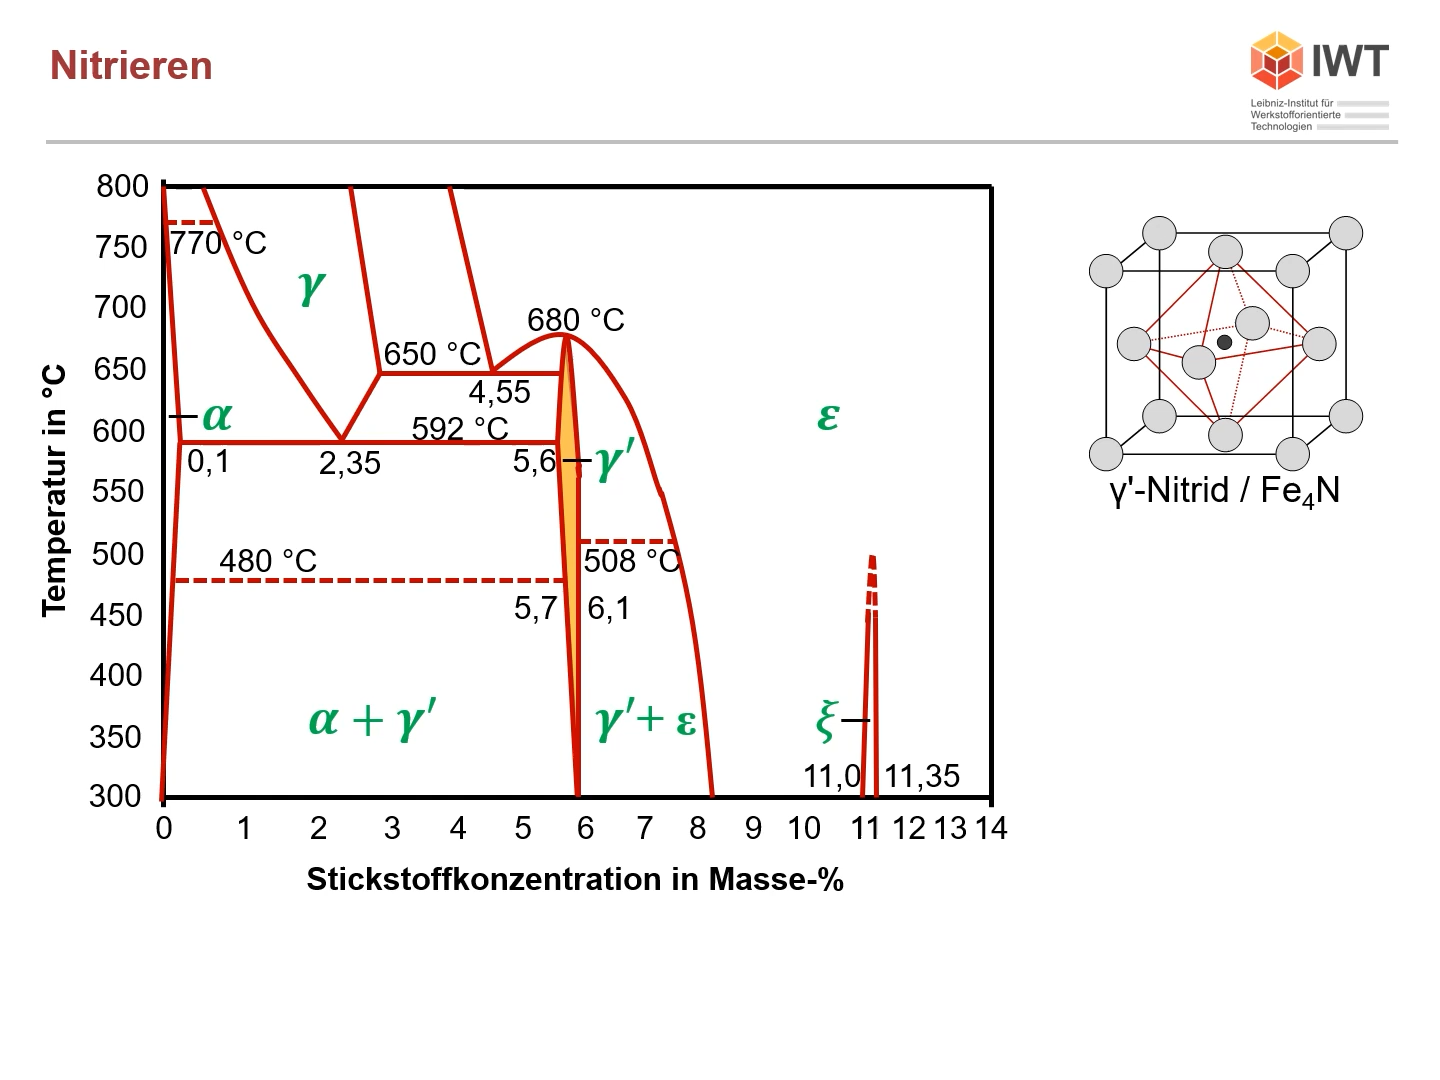 Nitrieren
IWT
Leibniz-Institut für
Werkstofforientierte
Technologien
800
770 °C
750
γ
700
680 °C
650 °C
650
4,55
α
ε
600
592 °C
0,1
2,35
5,6
γ′
550
500
480 °C
508 °C
450
5,7
6,1
400
α + γ′
γ′+ ε
ξ
350
11,0
11,35
300
0 1 2 3 4 5 6 7 8 9 10 11 12 13 14
Temperatur in °C
Stickstoffkonzentration in Masse-%
γ'-Nitrid / Fe₄N